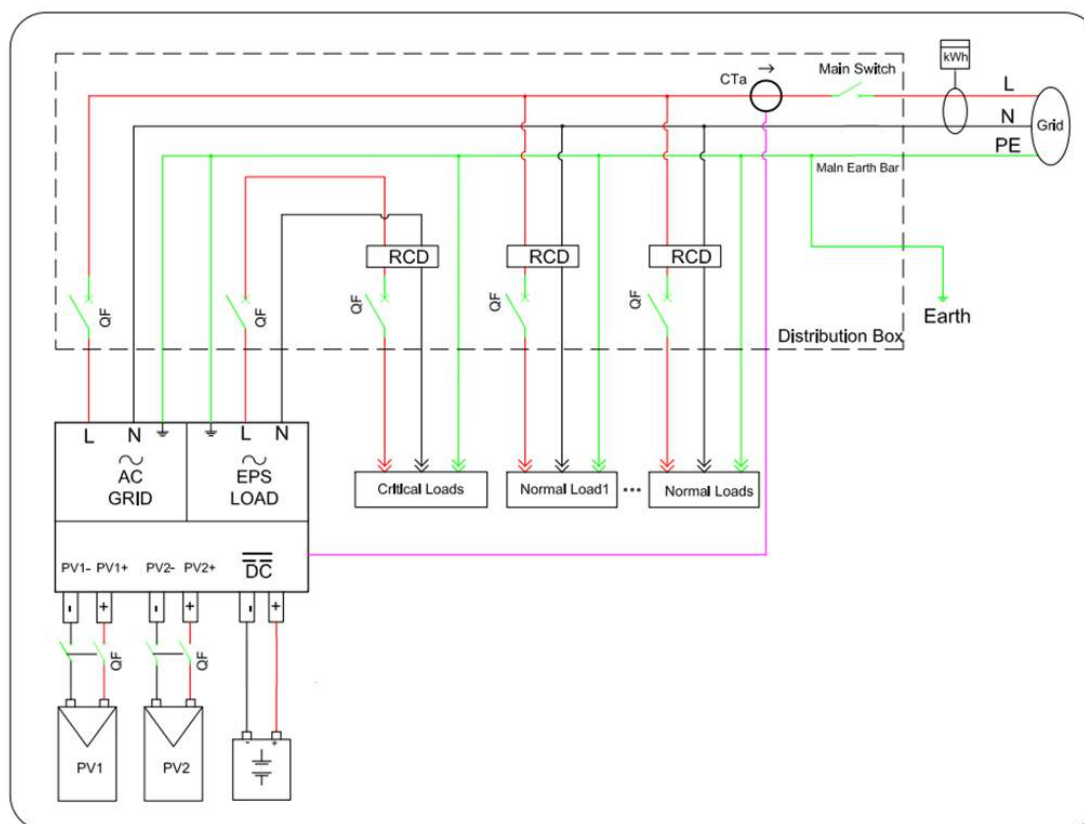 kWh
CTa
Main Switch
L
N
Grid
PE
Main Earth Bar
RCD
RCD
RCD
QF
QF
QF
QF
QF
Earth
Distribution Box
L
N
L
N
AC
GRID
EPS
LOAD
Critical Loads
Normal Load1
Normal Loads
PV1-
PV1+
PV2-
PV2+
DC
-
+
-
+
-
+
QF
QF
PV1
PV2
-
+